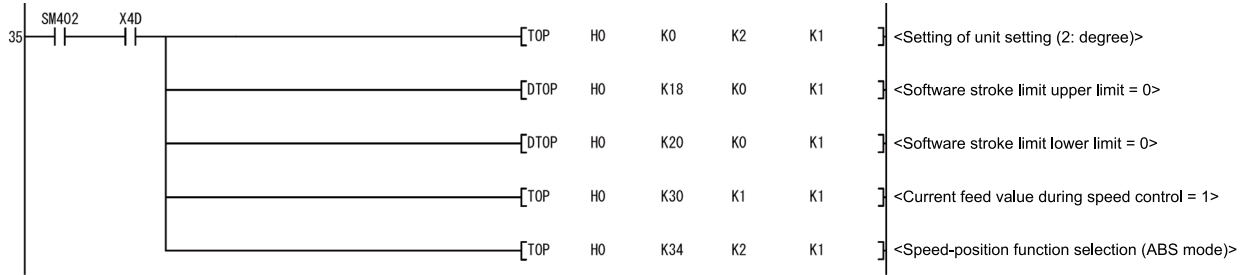 SM402 X4D
35 [TOP H0 K0 K2 K1 ] <Setting of unit setting (2: degree)>
[DTOP H0 K18 K0 K1 ] <Software stroke limit upper limit = 0>
[DTOP H0 K20 K0 K1 ] <Software stroke limit lower limit = 0>
[TOP H0 K30 K1 K1 ] <Current feed value during speed control = 1>
[TOP H0 K34 K2 K1 ] <Speed-position function selection (ABS mode)>